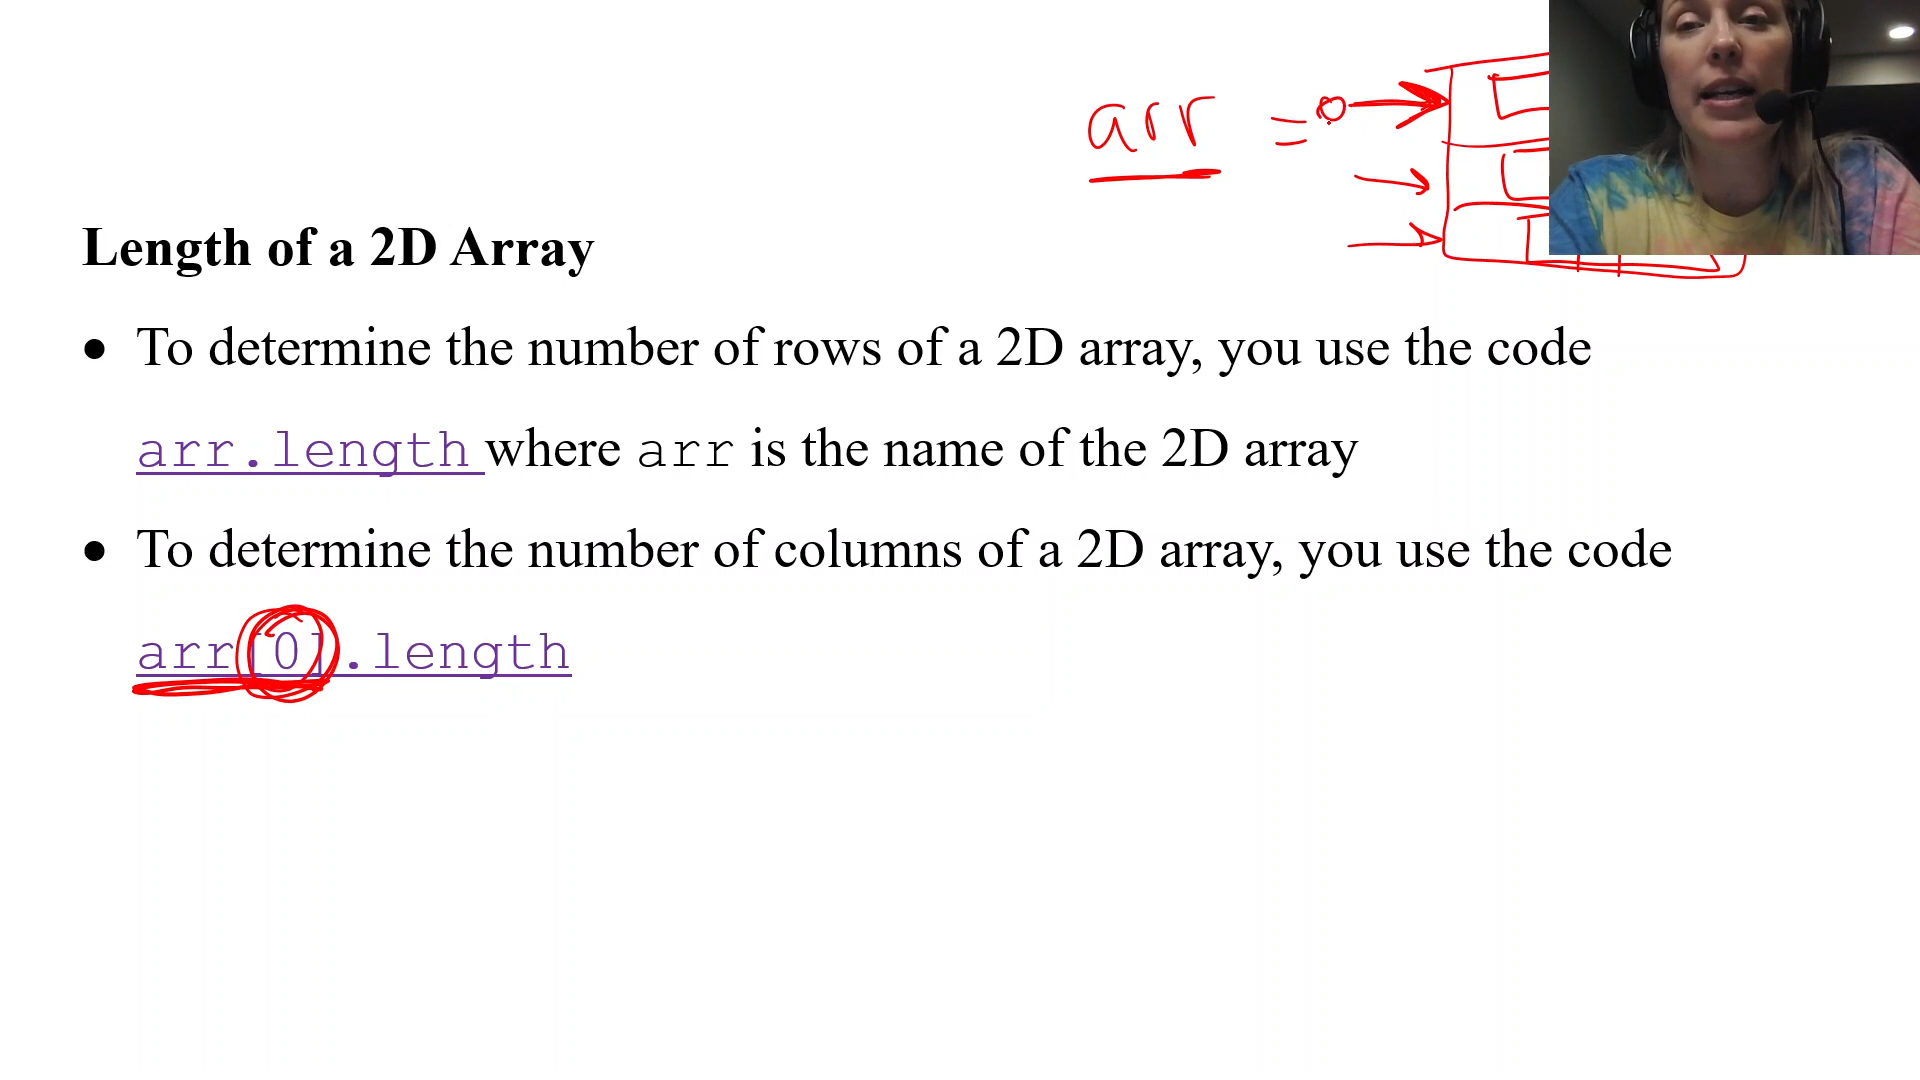 arr = 0
Length of a 2D Array
• To determine the number of rows of a 2D array, you use the code
arr.length where arr is the name of the 2D array
• To determine the number of columns of a 2D array, you use the code
arr[0].length